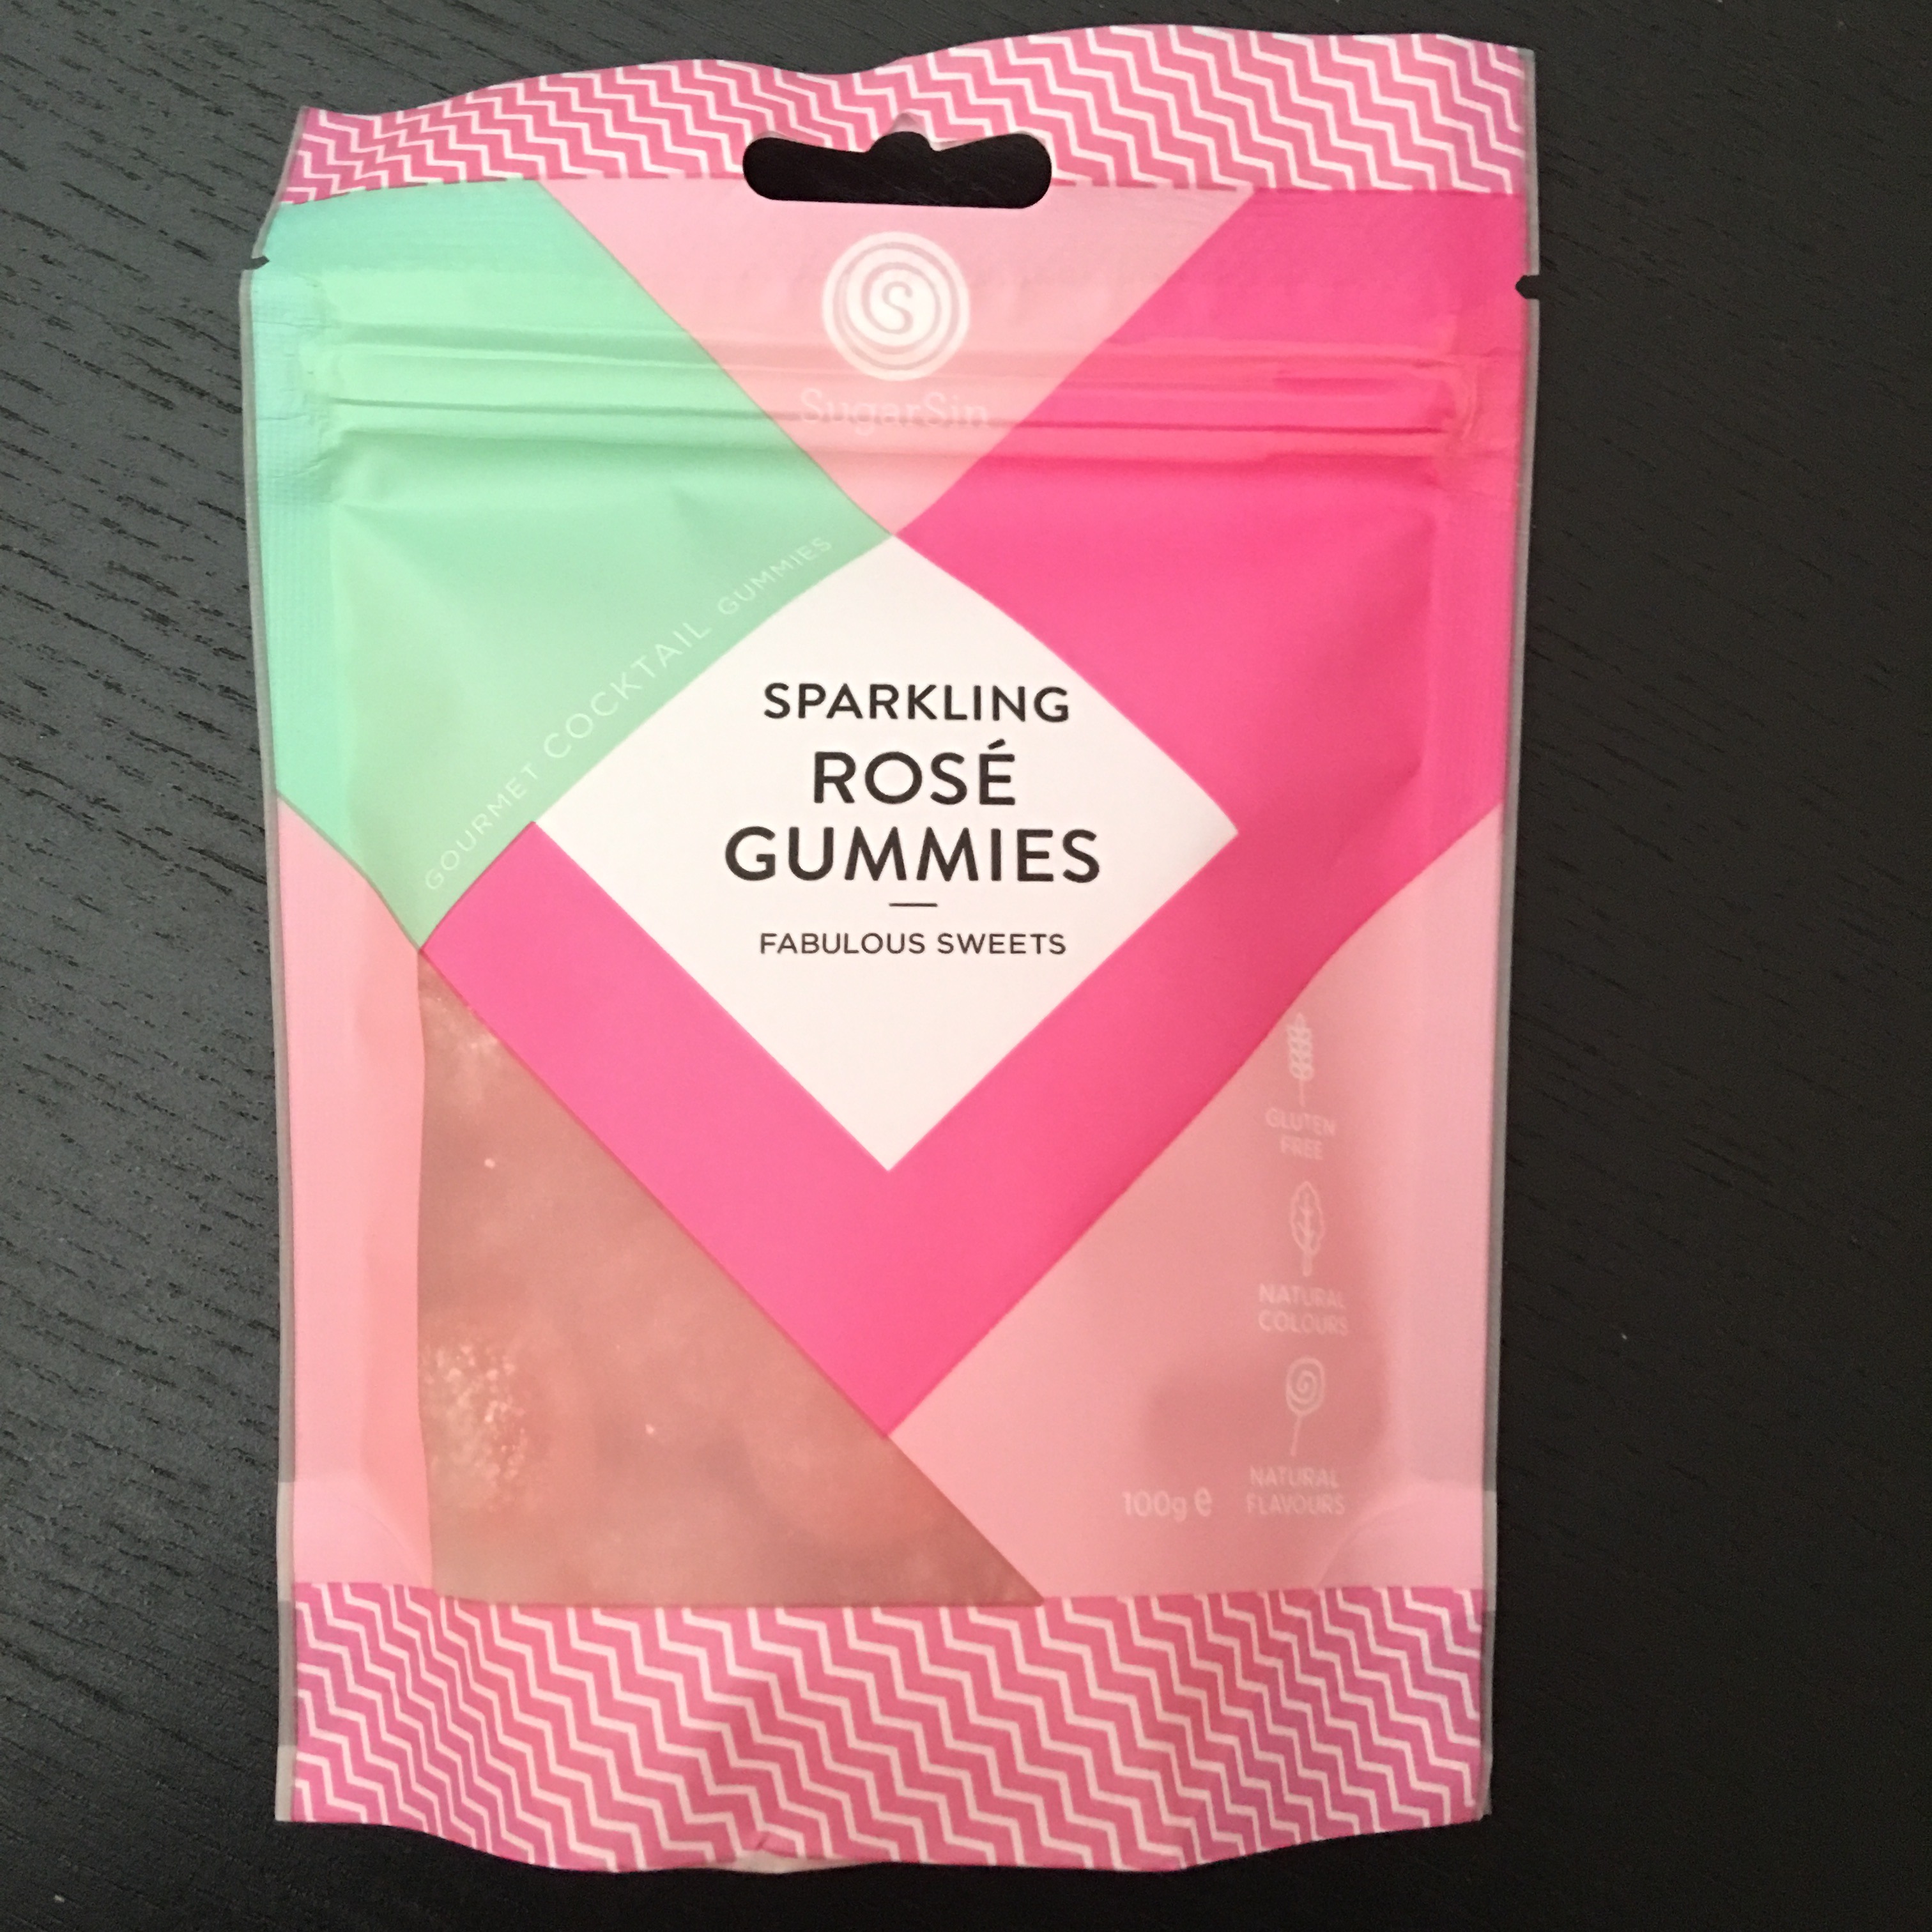 S
SugarSin
GOURMET COCKTAIL GUMMIES
SPARKLING
ROSÉ
GUMMIES
FABULOUS SWEETS
GLUTEN
FREE
NATURAL
COLOURS
NATURAL
FLAVOURS
100g ℮